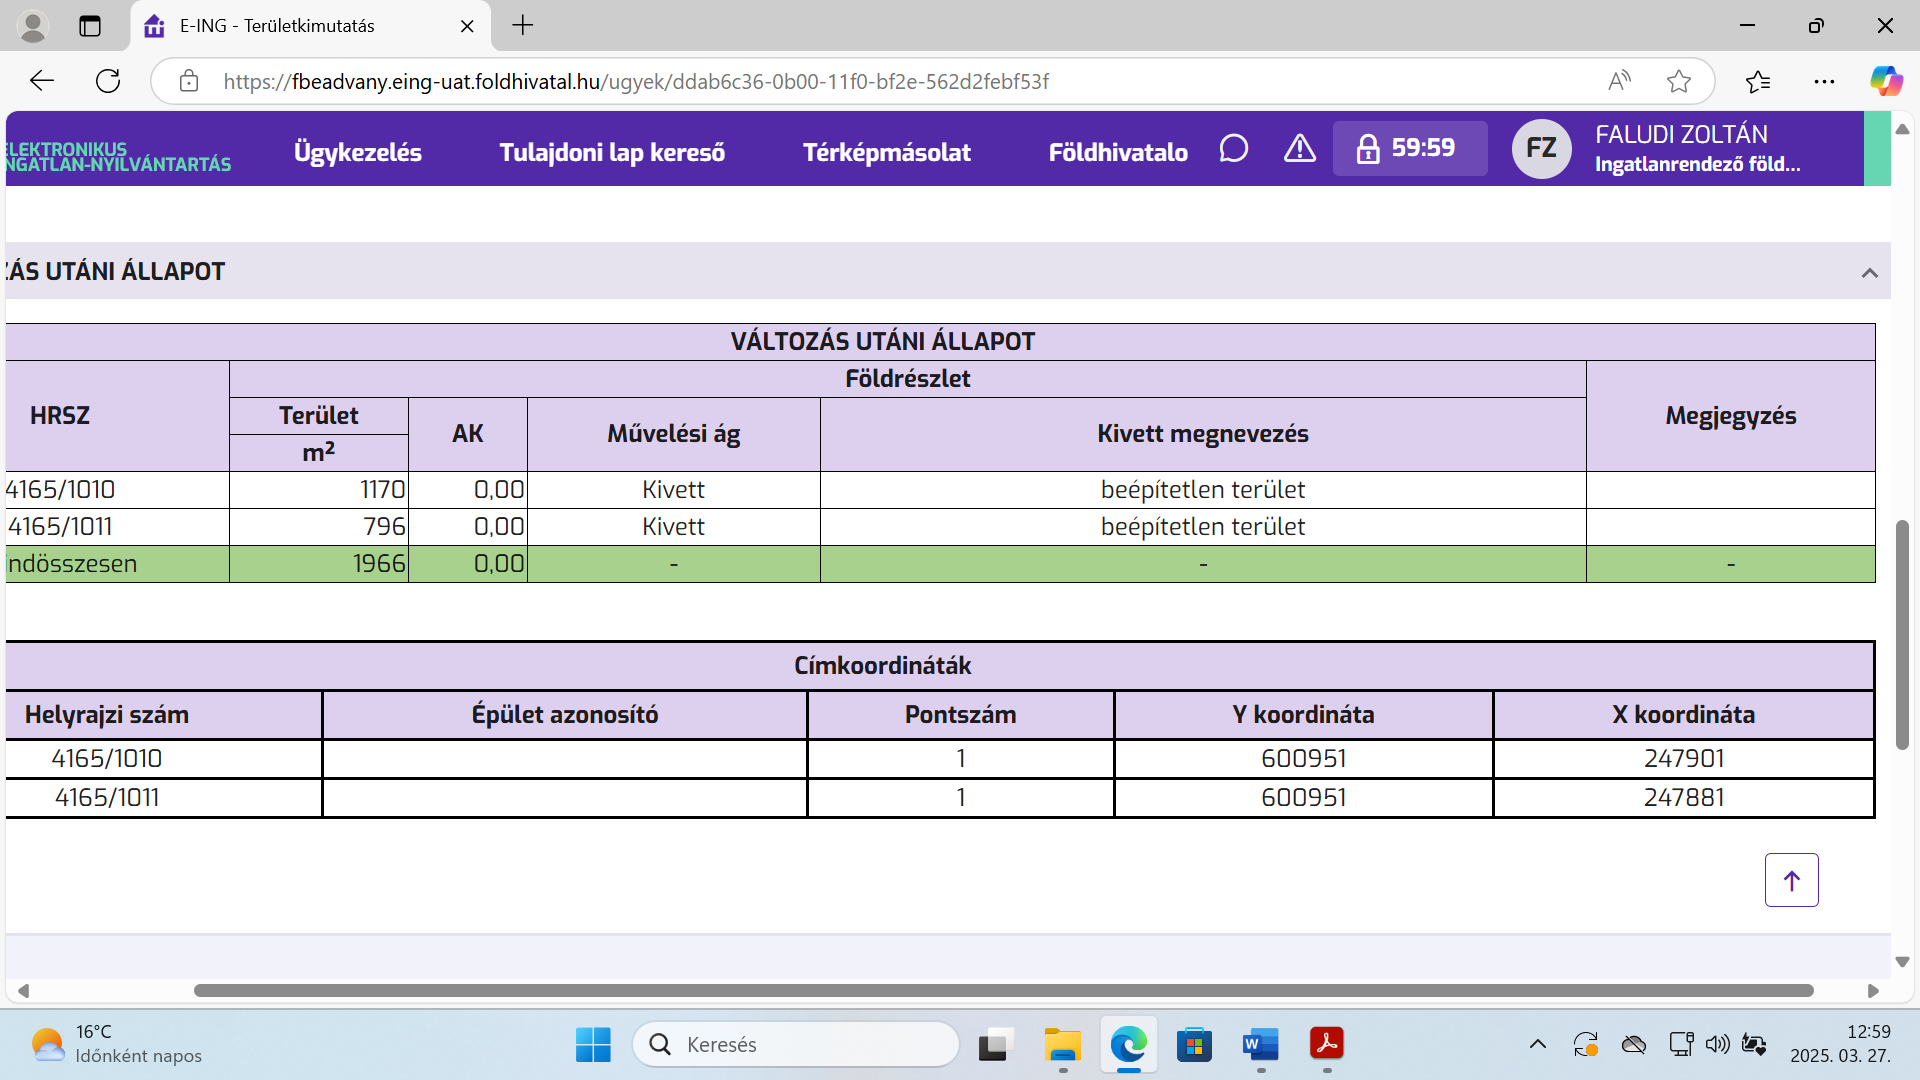 E-ING - Területkimutatás
https://fbeadvany.eing-uat.foldhivatal.hu/ugyek/ddab6c36-0b00-11f0-bf2e-562d2febf53f
LEKTRONIKUS
NGATLAN-NYILVÁNTARTÁS
Ügykezelés
Tulajdoni lap kereső
Térképmásolat
Földhivatalo
59:59
FZ
FALUDI ZOLTÁN
Ingatlanrendező föld...
ZÁS UTÁNI ÁLLAPOT
VÁLTOZÁS UTÁNI ÁLLAPOT
HRSZ Földrészlet Megjegyzés
Terület AK Művelési ág Kivett megnevezés
m²
4165/1010 1170 0,00 Kivett beépítetlen terület
4165/1011 796 0,00 Kivett beépítetlen terület
ndösszesen 1966 0,00 - - -
Címkoordináták
Helyrajzi szám Épület azonosító Pontszám Y koordináta X koordináta
4165/1010 1 600951 247901
4165/1011 1 600951 247881
16°C
Időnként napos
Keresés
12:59
2025. 03. 27.